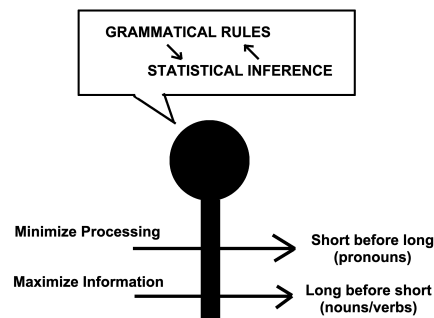 GRAMMATICAL RULES
STATISTICAL INFERENCE
Minimize Processing
Short before long
(pronouns)
Maximize Information
Long before short
(nouns/verbs)